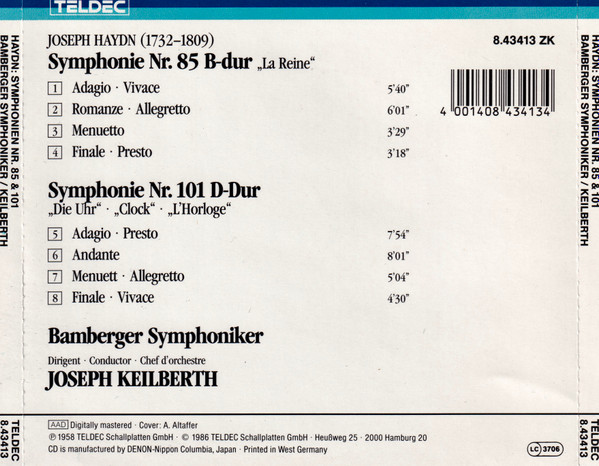 TELDEC
JOSEPH HAYDN (1732–1809)
8.43413 ZK
Symphonie Nr. 85 B-dur „La Reine“
1 Adagio · Vivace 5'40"
2 Romanze · Allegretto 6'01"
3 Menuetto 3'29"
4 Finale · Presto 3'18"
4 001408 434134
Symphonie Nr. 101 D-Dur
„Die Uhr“ · „Clock“ · „L'Horloge“
5 Adagio · Presto 7'54"
6 Andante 8'01"
7 Menuett · Allegretto 5'04"
8 Finale · Vivace 4'30"
Bamberger Symphoniker
Dirigent · Conductor · Chef d'orchestre
JOSEPH KEILBERTH
AAD Digitally mastered · Cover: A. Altaffer
℗ 1958 TELDEC Schallplatten GmbH · © 1986 TELDEC Schallplatten GmbH · Heußweg 25 · 2000 Hamburg 20
CD is manufactured by DENON-Nippon Columbia, Japan · Printed in West Germany
LC 3706
HAYDN: SYMPHONIEN NR. 85 & 101
BAMBERGER SYMPHONIKER / KEILBERTH
TELDEC
8.43413
HAYDN: SYMPHONIEN NR. 85 & 101
BAMBERGER SYMPHONIKER / KEILBERTH
TELDEC
8.43413